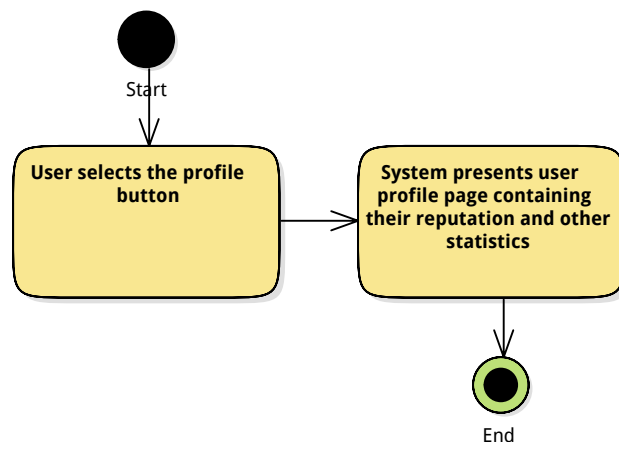 Start
User selects the profile
button
System presents user
profile page containing
their reputation and other
statistics
End